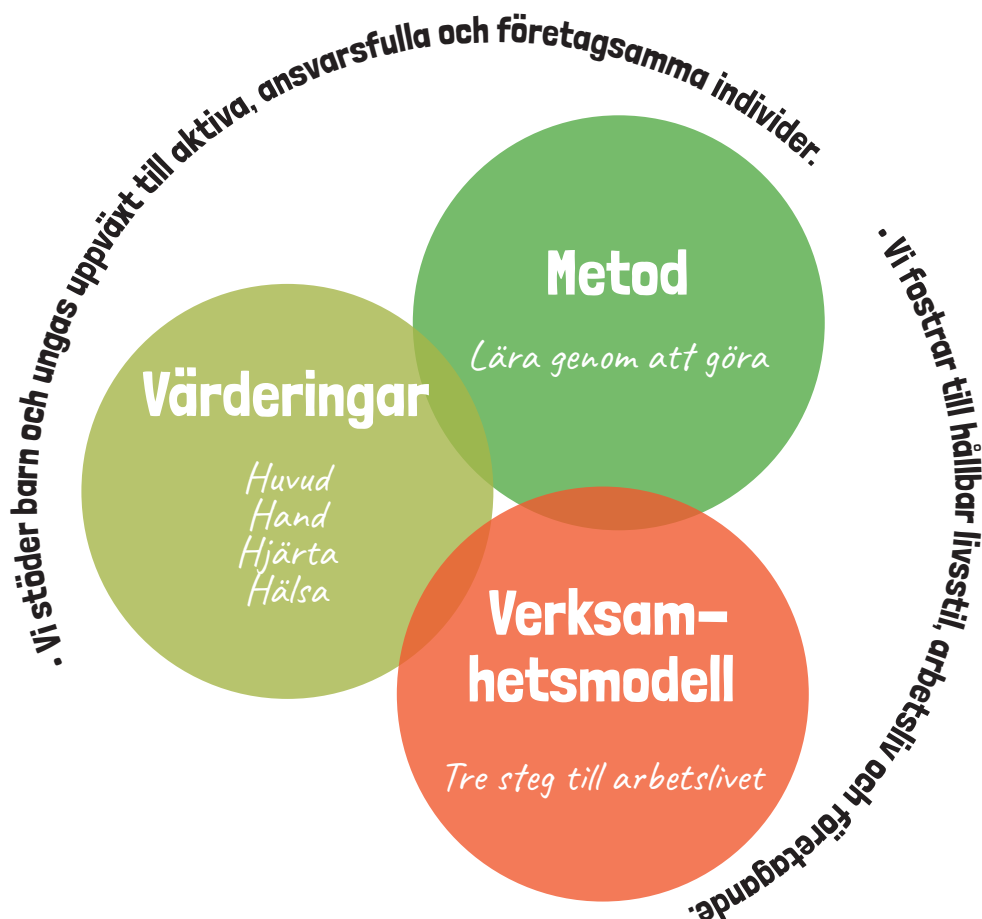 · Vi stöder barn och ungas uppväxt till aktiva, ansvarsfulla och företagsamma individer.
· Vi fostrar till hållbar livsstil, arbetsliv och företagande.
Metod
Lära genom att göra
Värderingar
Huvud
Hand
Hjärta
Hälsa
Verksam-
hetsmodell
Tre steg till arbetslivet